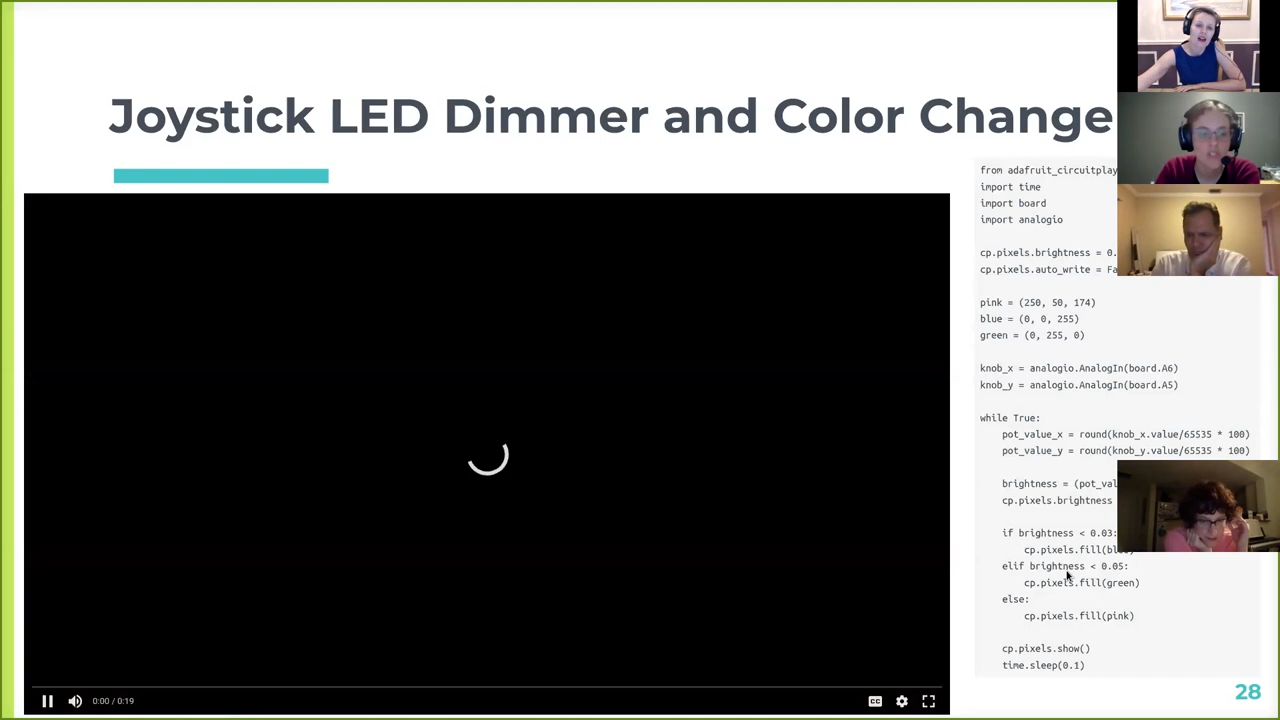 Joystick LED Dimmer and Color Change
from adafruit_circuitplay
import time
import board
import analogio
cp.pixels.brightness = 0.
cp.pixels.auto_write = Fa
pink = (250, 50, 174)
blue = (0, 0, 255)
green = (0, 255, 0)
knob_x = analogio.AnalogIn(board.A6)
knob_y = analogio.AnalogIn(board.A5)
while True:
pot_value_x = round(knob_x.value/65535 * 100)
pot_value_y = round(knob_y.value/65535 * 100)
brightness = (pot_val
cp.pixels.brightness
if brightness < 0.03:
cp.pixels.fill(blue)
elif brightness < 0.05:
cp.pixels.fill(green)
else:
cp.pixels.fill(pink)
cp.pixels.show()
time.sleep(0.1)
0:00 / 0:19
CC
28